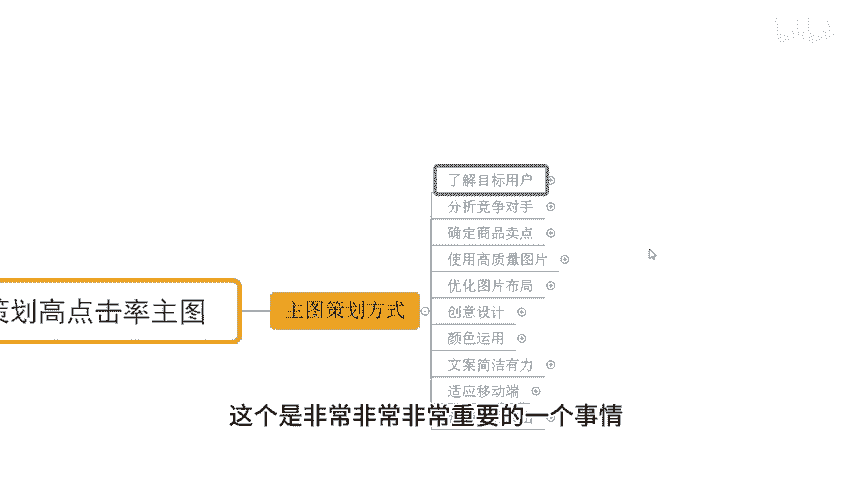 bilibili
了解目标用户
分析竞争对手
确定商品卖点
使用高质量图片
优化图片布局
策划高点击率主图
主图策划方式
创意设计
颜色运用
文案简洁有力
适应移动端
这个是非常非常非常重要的一个事情